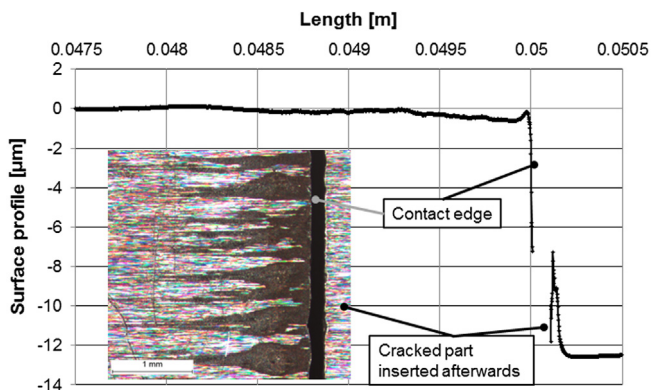 Length [m]
0.0475 0.048 0.0485 0.049 0.0495 0.05 0.0505
Surface profile [µm]
2
0
-2
-4
-6
-8
-10
-12
-14
Contact edge
Cracked part
inserted afterwards
1 mm